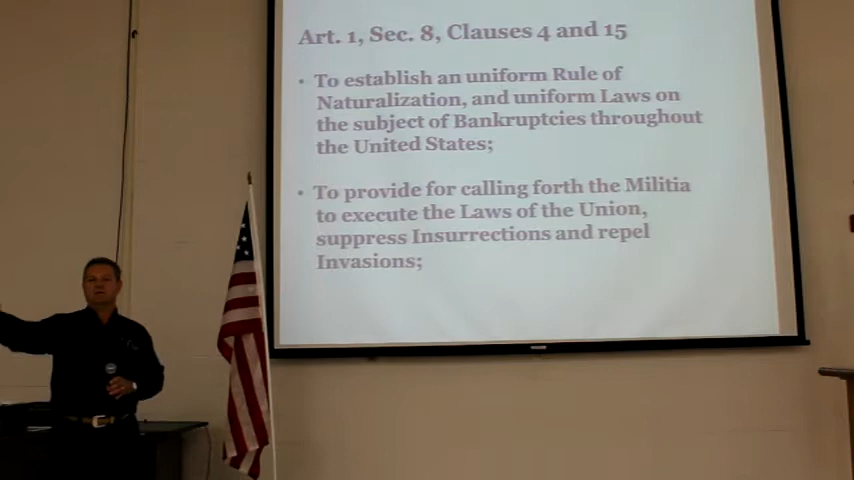 Art. 1, Sec. 8, Clauses 4 and 15
• To establish an uniform Rule of
Naturalization, and uniform Laws on
the subject of Bankruptcies throughout
the United States;
• To provide for calling forth the Militia
to execute the Laws of the Union,
suppress Insurrections and repel
Invasions;